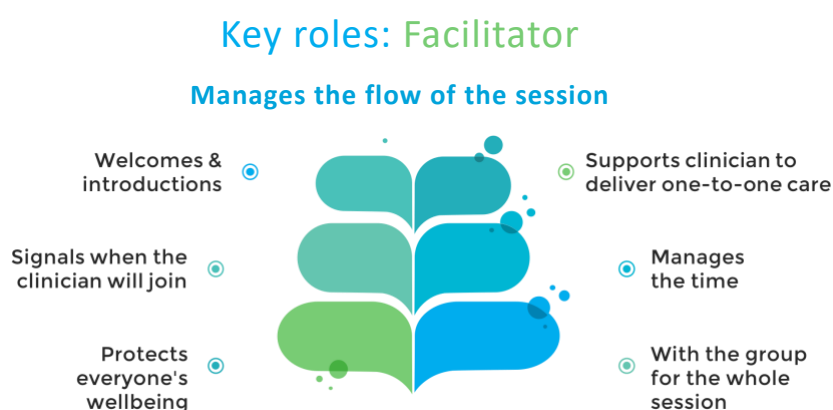 Key roles: Facilitator
Manages the flow of the session
Welcomes &
introductions
Signals when the
clinician will join
Protects
everyone's
wellbeing
Supports clinician to
deliver one-to-one care
Manages
the time
With the group
for the whole
session